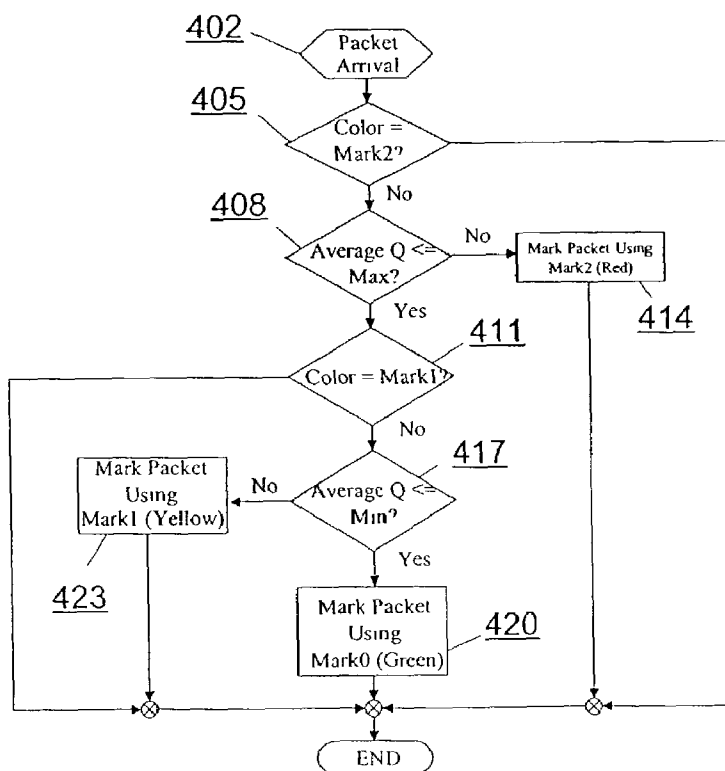 402
Packet
Arrival
405
Color =
Mark2?
No
408
Average Q <=
Max?
No
Mark Packet Using
Mark2 (Red)
414
Yes
411
Color = Mark1?
No
417
Average Q <=
Min?
No
Mark Packet
Using
Mark1 (Yellow)
423
Yes
Mark Packet
Using
Mark0 (Green)
420
END